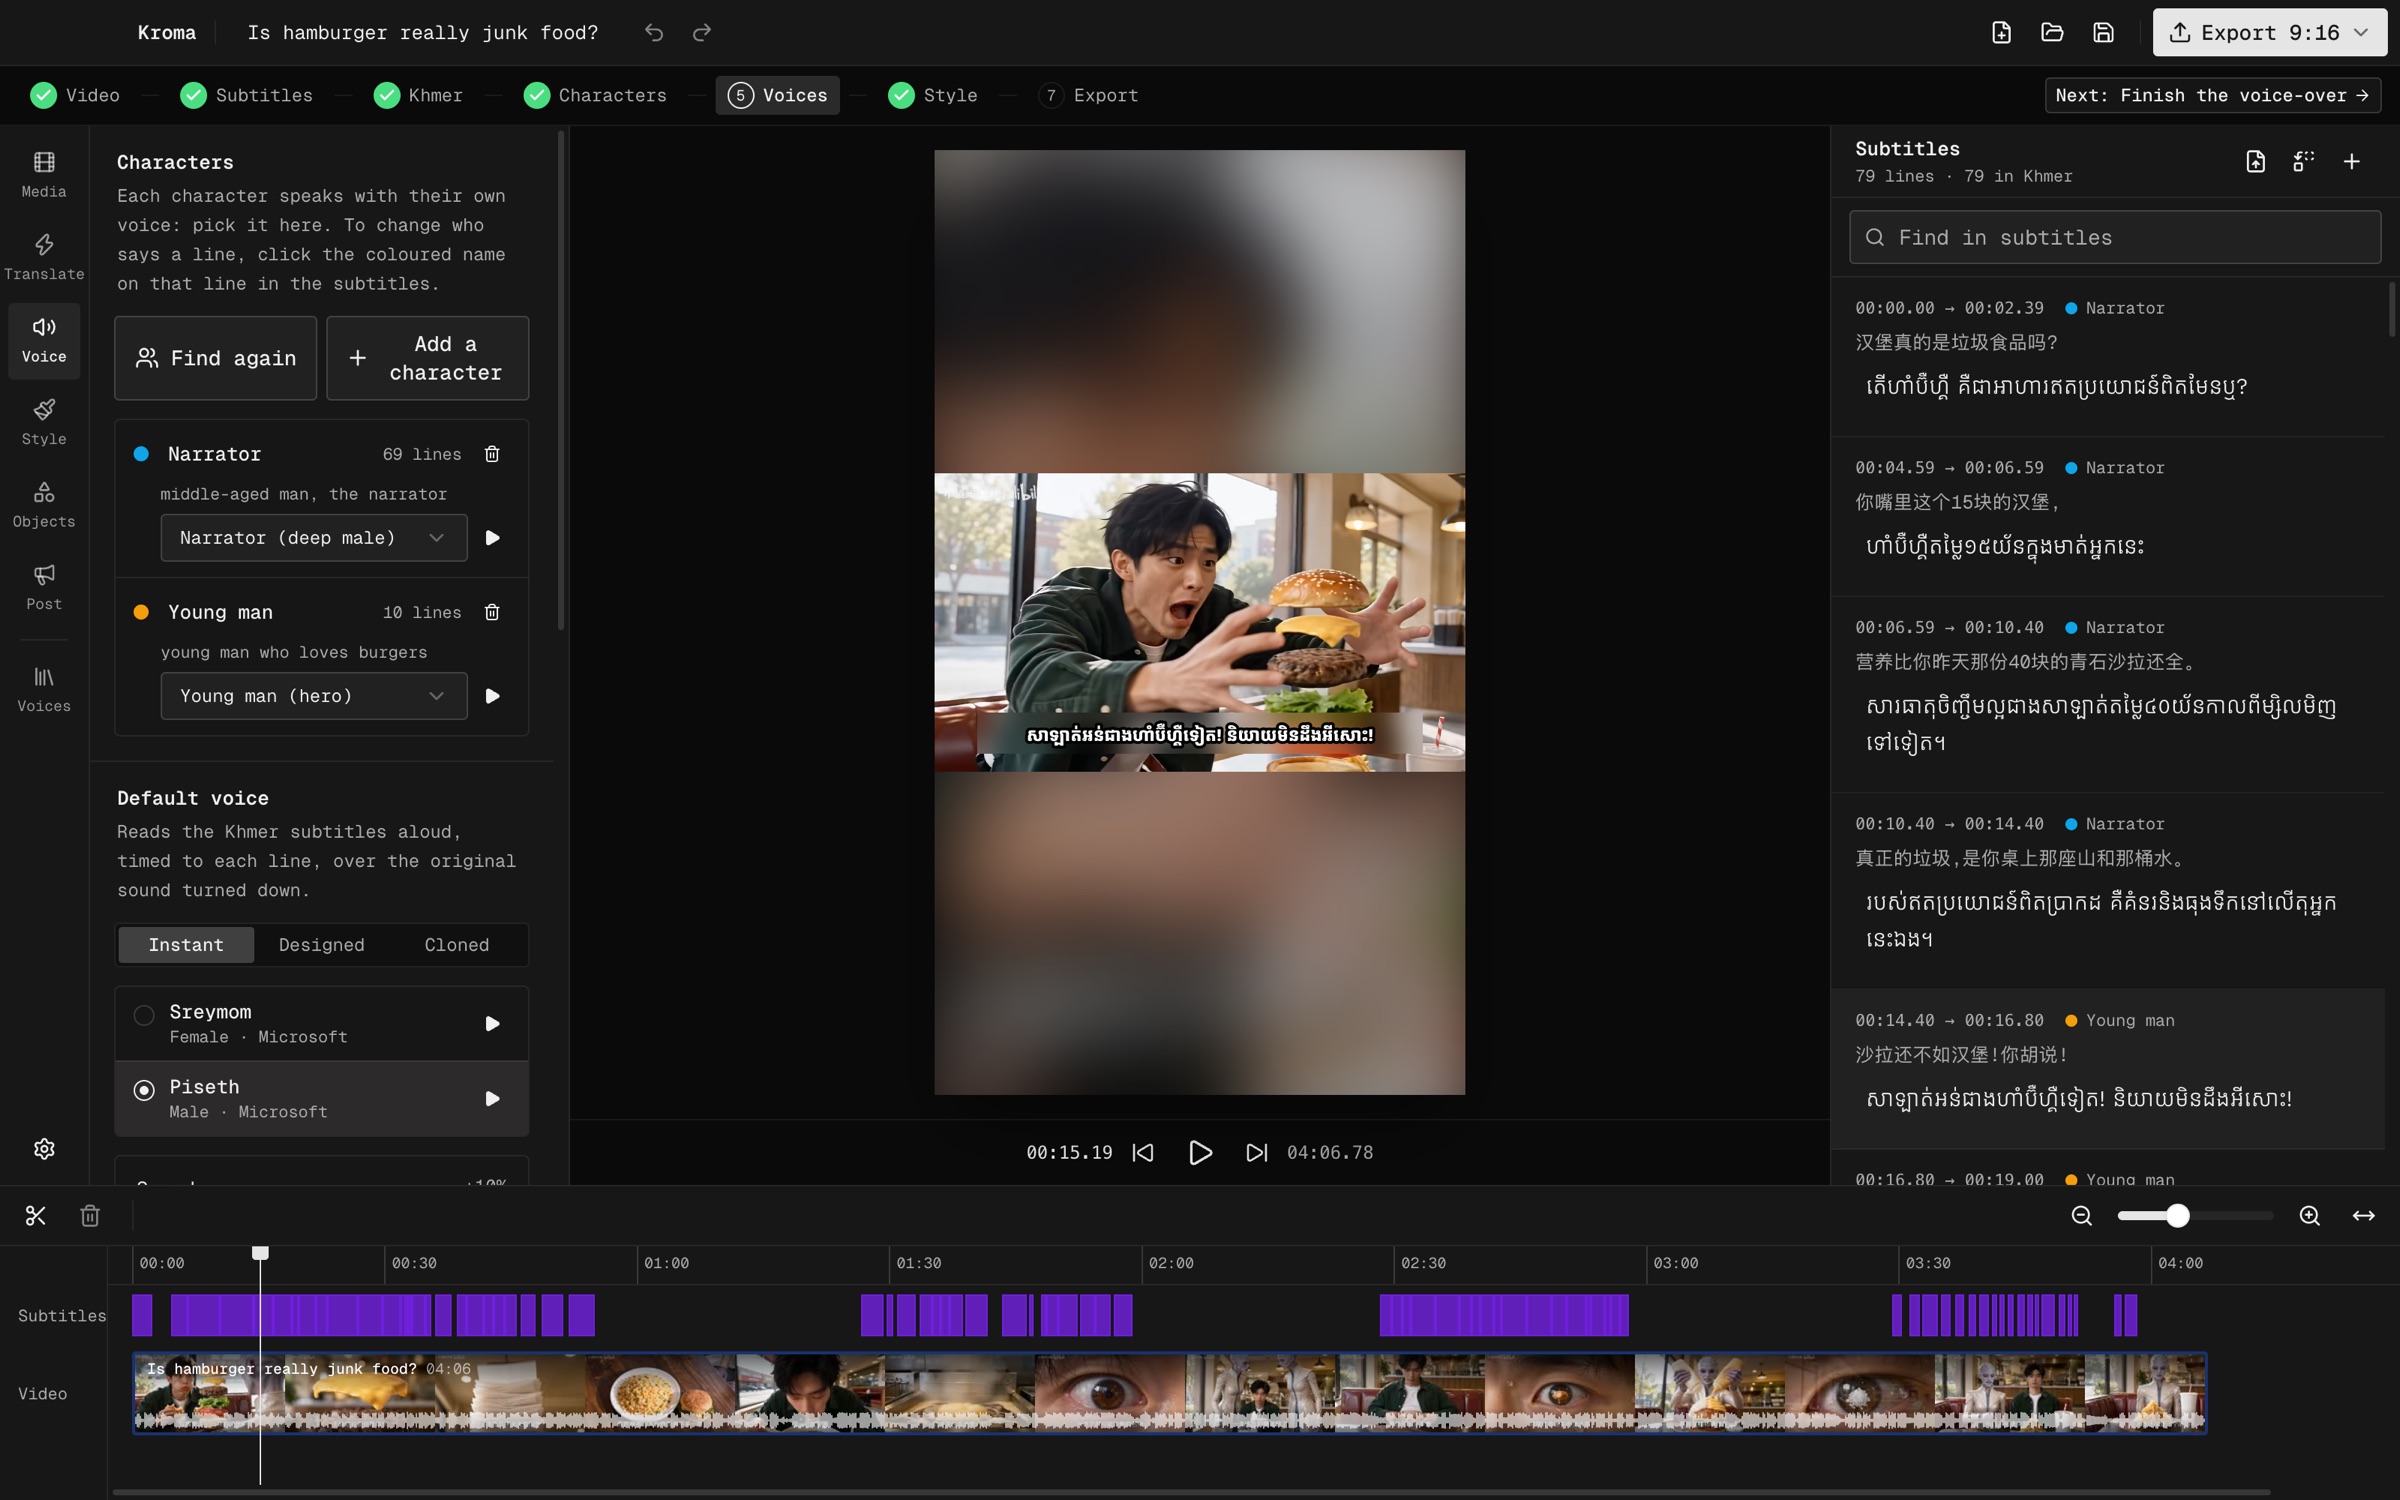 Kroma
Is hamburger really junk food?
Export 9:16
Video
Subtitles
Khmer
Characters
5 Voices
Style
7 Export
Next: Finish the voice-over →
Media
Translate
Voice
Style
Objects
Post
Voices
Characters
Each character speaks with their own
voice: pick it here. To change who
says a line, click the coloured name
on that line in the subtitles.
Find again
Add a
character
Narrator 69 lines
middle-aged man, the narrator
Narrator (deep male)
Young man 10 lines
young man who loves burgers
Young man (hero)
Default voice
Reads the Khmer subtitles aloud,
timed to each line, over the original
sound turned down.
Instant Designed Cloned
Sreymom
Female · Microsoft
Piseth
Male · Microsoft
សាឡាត់អន់ជាងហាំប៊ឺហ្គឺទៀត! និយាយមិនដឹងអីសោះ!
00:15.19
04:06.78
Subtitles
79 lines · 79 in Khmer
Find in subtitles
00:00.00 → 00:02.39 Narrator
汉堡真的是垃圾食品吗?
តើហាំប៊ឺហ្គឺ គឺជាអាហារឥតប្រយោជន៍ពិតមែនឬ?
00:04.59 → 00:06.59 Narrator
你嘴里这个15块的汉堡,
ហាំប៊ឺហ្គឺតម្លៃ១៥យ័នក្នុងមាត់អ្នកនេះ
00:06.59 → 00:10.40 Narrator
营养比你昨天那份40块的青石沙拉还全。
សារធាតុចិញ្ចឹមល្អជាងសាឡាត់តម្លៃ៤០យ័នកាលពីម្សិលមិញ
ទៅទៀត។
00:10.40 → 00:14.40 Narrator
真正的垃圾,是你桌上那座山和那桶水。
របស់ឥតប្រយោជន៍ពិតប្រាកដ គឺគំនរនិងធុងទឹកនៅលើតុអ្នក
នេះឯង។
00:14.40 → 00:16.80 Young man
沙拉还不如汉堡!你胡说!
សាឡាត់អន់ជាងហាំប៊ឺហ្គឺទៀត! និយាយមិនដឹងអីសោះ!
00:16.80 → 00:19.00 Young man
00:00 00:30 01:00 01:30 02:00 02:30 03:00 03:30 04:00
Subtitles
Video
Is hamburger really junk food? 04:06